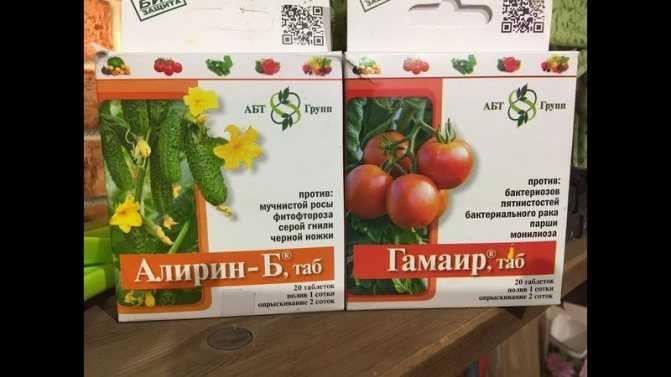 ЗАЩИТА
АБТ Групп
против:
мучнистой росы
фитофтороза
серой гнили
черной ножки
Алирин-Б®, таб
20 таблеток
полив 1 сотки
опрыскивание 2 соток
АБТ Групп
против:
бактериозов
пятнистостей
бактериального рака
парши
монилиоза
Гамаир®, таб
20 таблеток
полив 1 сотки
опрыскивание 2 соток